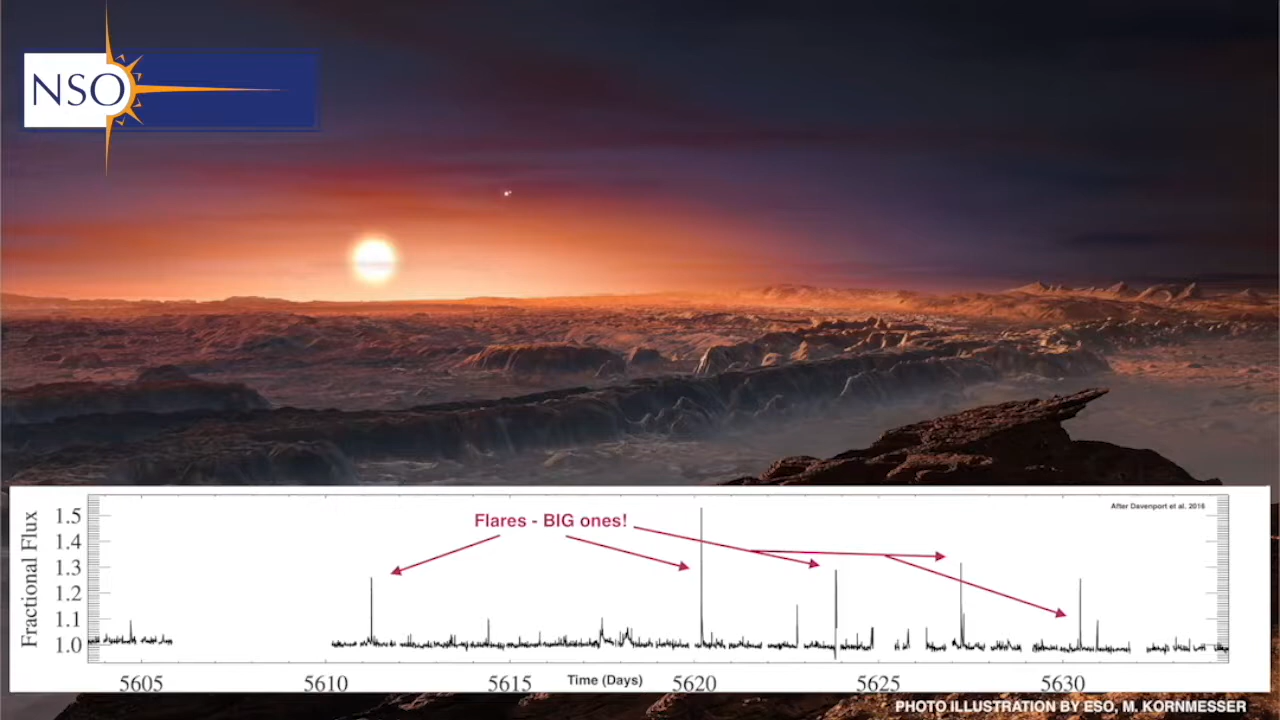 NSO
Fractional Flux
1.5
1.4
1.3
1.2
1.1
1.0
Flares - BIG ones!
After Davenport et al. 2016
5605
5610
5615
Time (Days)
5620
5625
5630
PHOTO ILLUSTRATION BY ESO, M. KORNMESSER